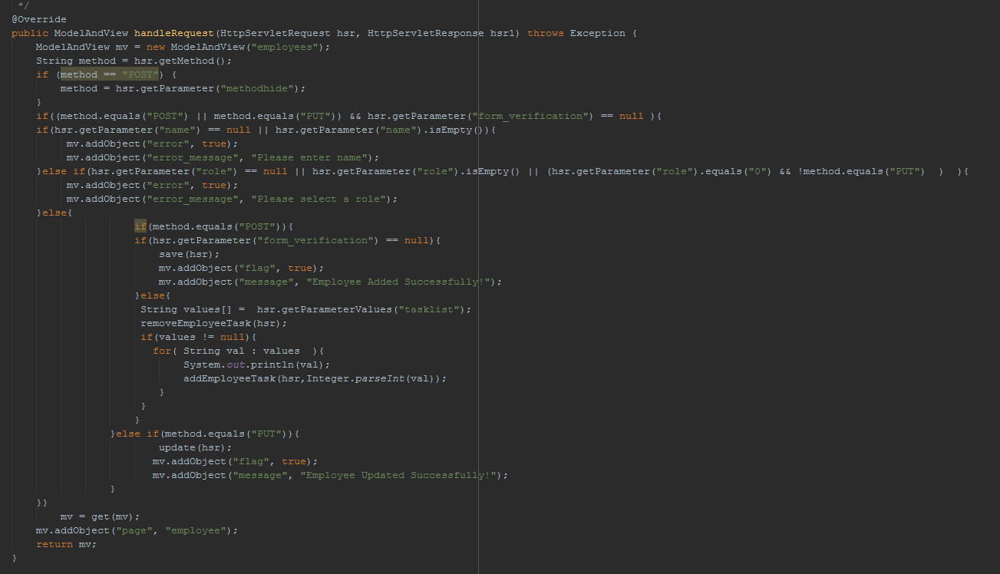 */
@Override
public ModelAndView handleRequest(HttpServletRequest hsr, HttpServletResponse hsr1) throws Exception {
ModelAndView mv = new ModelAndView("employees");
String method = hsr.getMethod();
if (method == "POST") {
method = hsr.getParameter("methodhide");
}
if((method.equals("POST") || method.equals("PUT")) && hsr.getParameter("form_verification") == null ){
if(hsr.getParameter("name") == null || hsr.getParameter("name").isEmpty()){
mv.addObject("error", true);
mv.addObject("error_message", "Please enter name");
}else if(hsr.getParameter("role") == null || hsr.getParameter("role").isEmpty() || (hsr.getParameter("role").equals("0") && !method.equals("PUT")  )  ){
mv.addObject("error", true);
mv.addObject("error_message", "Please select a role");
}else{
if(method.equals("POST")){
if(hsr.getParameter("form_verification") == null){
save(hsr);
mv.addObject("flag", true);
mv.addObject("message", "Employee Added Successfully!");
}else{
String values[] =  hsr.getParameterValues("tasklist");
removeEmployeeTask(hsr);
if(values != null){
for( String val : values  ){
System.out.println(val);
addEmployeeTask(hsr,Integer.parseInt(val));
}
}
}
}else if(method.equals("PUT")){
update(hsr);
mv.addObject("flag", true);
mv.addObject("message", "Employee Updated Successfully!");
}
}}
mv = get(mv);
mv.addObject("page", "employee");
return mv;
}